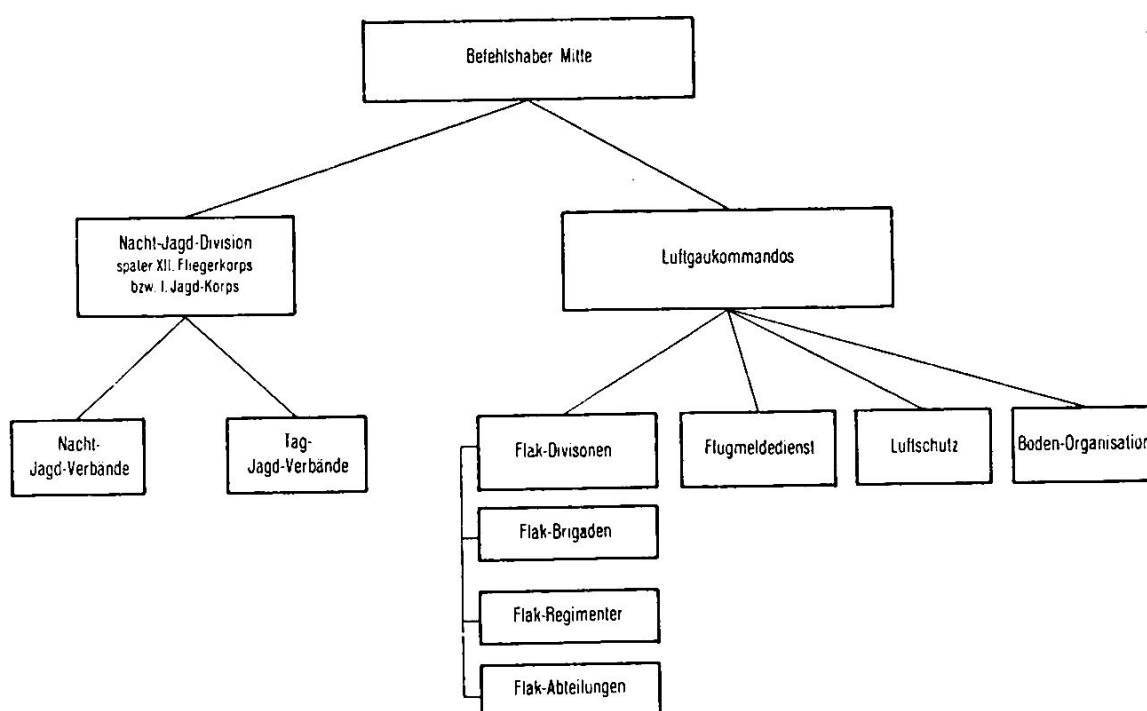 Befehlshaber Mitte
Nacht-Jagd-Division
spater XII. Fliegerkorps
bzw. I. Jagd-Korps
Luftgaukommandos
Nacht-
Jagd-Verbände
Tag-
Jagd-Verbände
Flak-Divisonen
Flugmeldedienst
Luftschutz
Boden-Organisation
Flak-Brigaden
Flak-Regimenter
Flak-Abteilungen